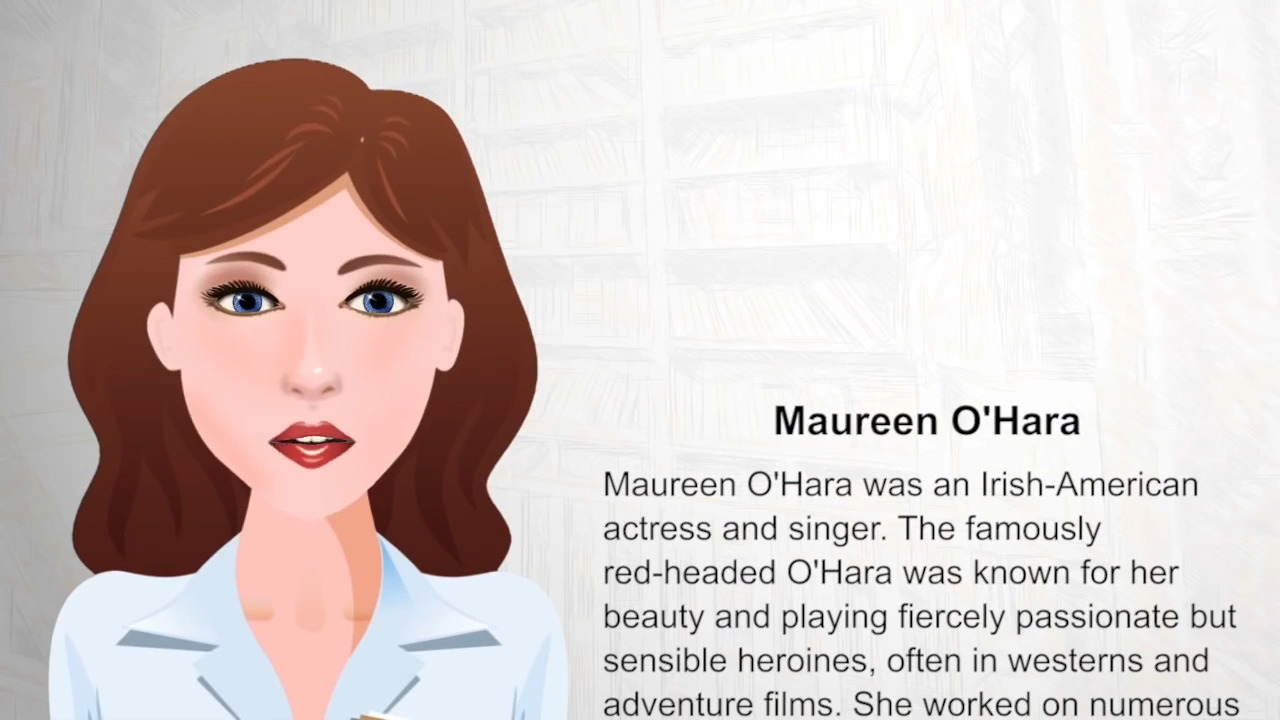 Maureen O'Hara
Maureen O'Hara was an Irish-American
actress and singer. The famously
red-headed O'Hara was known for her
beauty and playing fiercely passionate but
sensible heroines, often in westerns and
adventure films. She worked on numerous